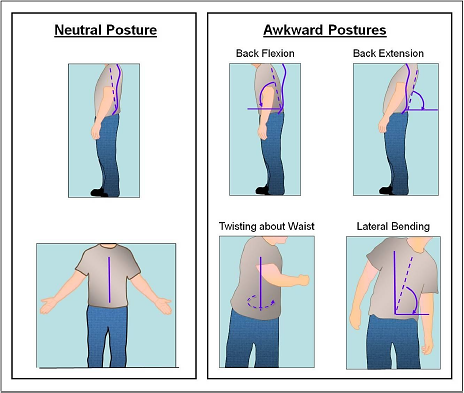 Neutral Posture
Awkward Postures
Back Flexion
Back Extension
Twisting about Waist
Lateral Bending